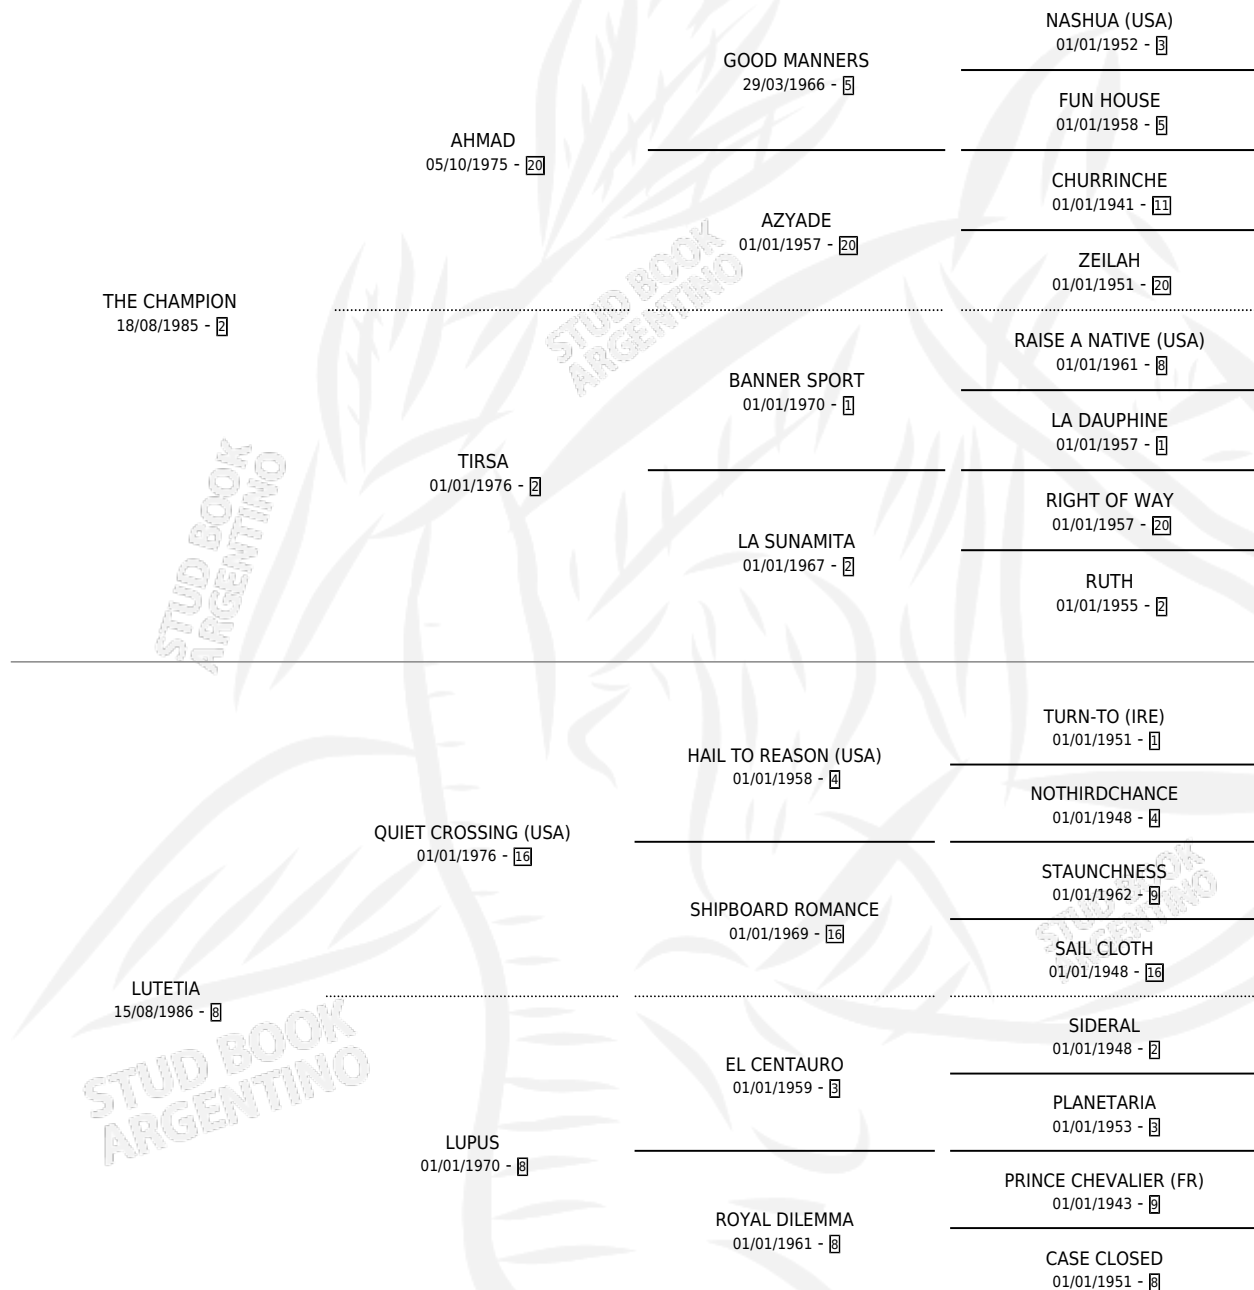 NASHUA (USA)
01/01/1952 - 3
GOOD MANNERS
29/03/1966 - 5
FUN HOUSE
01/01/1958 - 5
AHMAD
05/10/1975 - 20
CHURRINCHE
01/01/1941 - 11
AZYADE
01/01/1957 - 20
ZEILAH
01/01/1951 - 20
THE CHAMPION
18/08/1985 - 2
STUD BOOK
ARGENTINO
RAISE A NATIVE (USA)
01/01/1961 - 8
BANNER SPORT
01/01/1970 - 1
LA DAUPHINE
01/01/1957 - 1
TIRSA
01/01/1976 - 2
RIGHT OF WAY
01/01/1957 - 20
LA SUNAMITA
01/01/1967 - 2
RUTH
01/01/1955 - 2
STUD BOOK
ARGENTINO
TURN-TO (IRE)
01/01/1951 - 1
HAIL TO REASON (USA)
01/01/1958 - 4
NOTHIRDCHANCE
01/01/1948 - 4
QUIET CROSSING (USA)
01/01/1976 - 16
STAUNCHNESS
01/01/1962 - 9
SHIPBOARD ROMANCE
01/01/1969 - 16
STUD BOOK
ARGENTINO
SAIL CLOTH
01/01/1948 - 16
LUTETIA
15/08/1986 - 8
SIDERAL
01/01/1948 - 2
EL CENTAURO
01/01/1959 - 3
PLANETARIA
01/01/1953 - 3
STUD BOOK
ARGENTINO
LUPUS
01/01/1970 - 8
PRINCE CHEVALIER (FR)
01/01/1943 - 9
ROYAL DILEMMA
01/01/1961 - 8
CASE CLOSED
01/01/1951 - 8